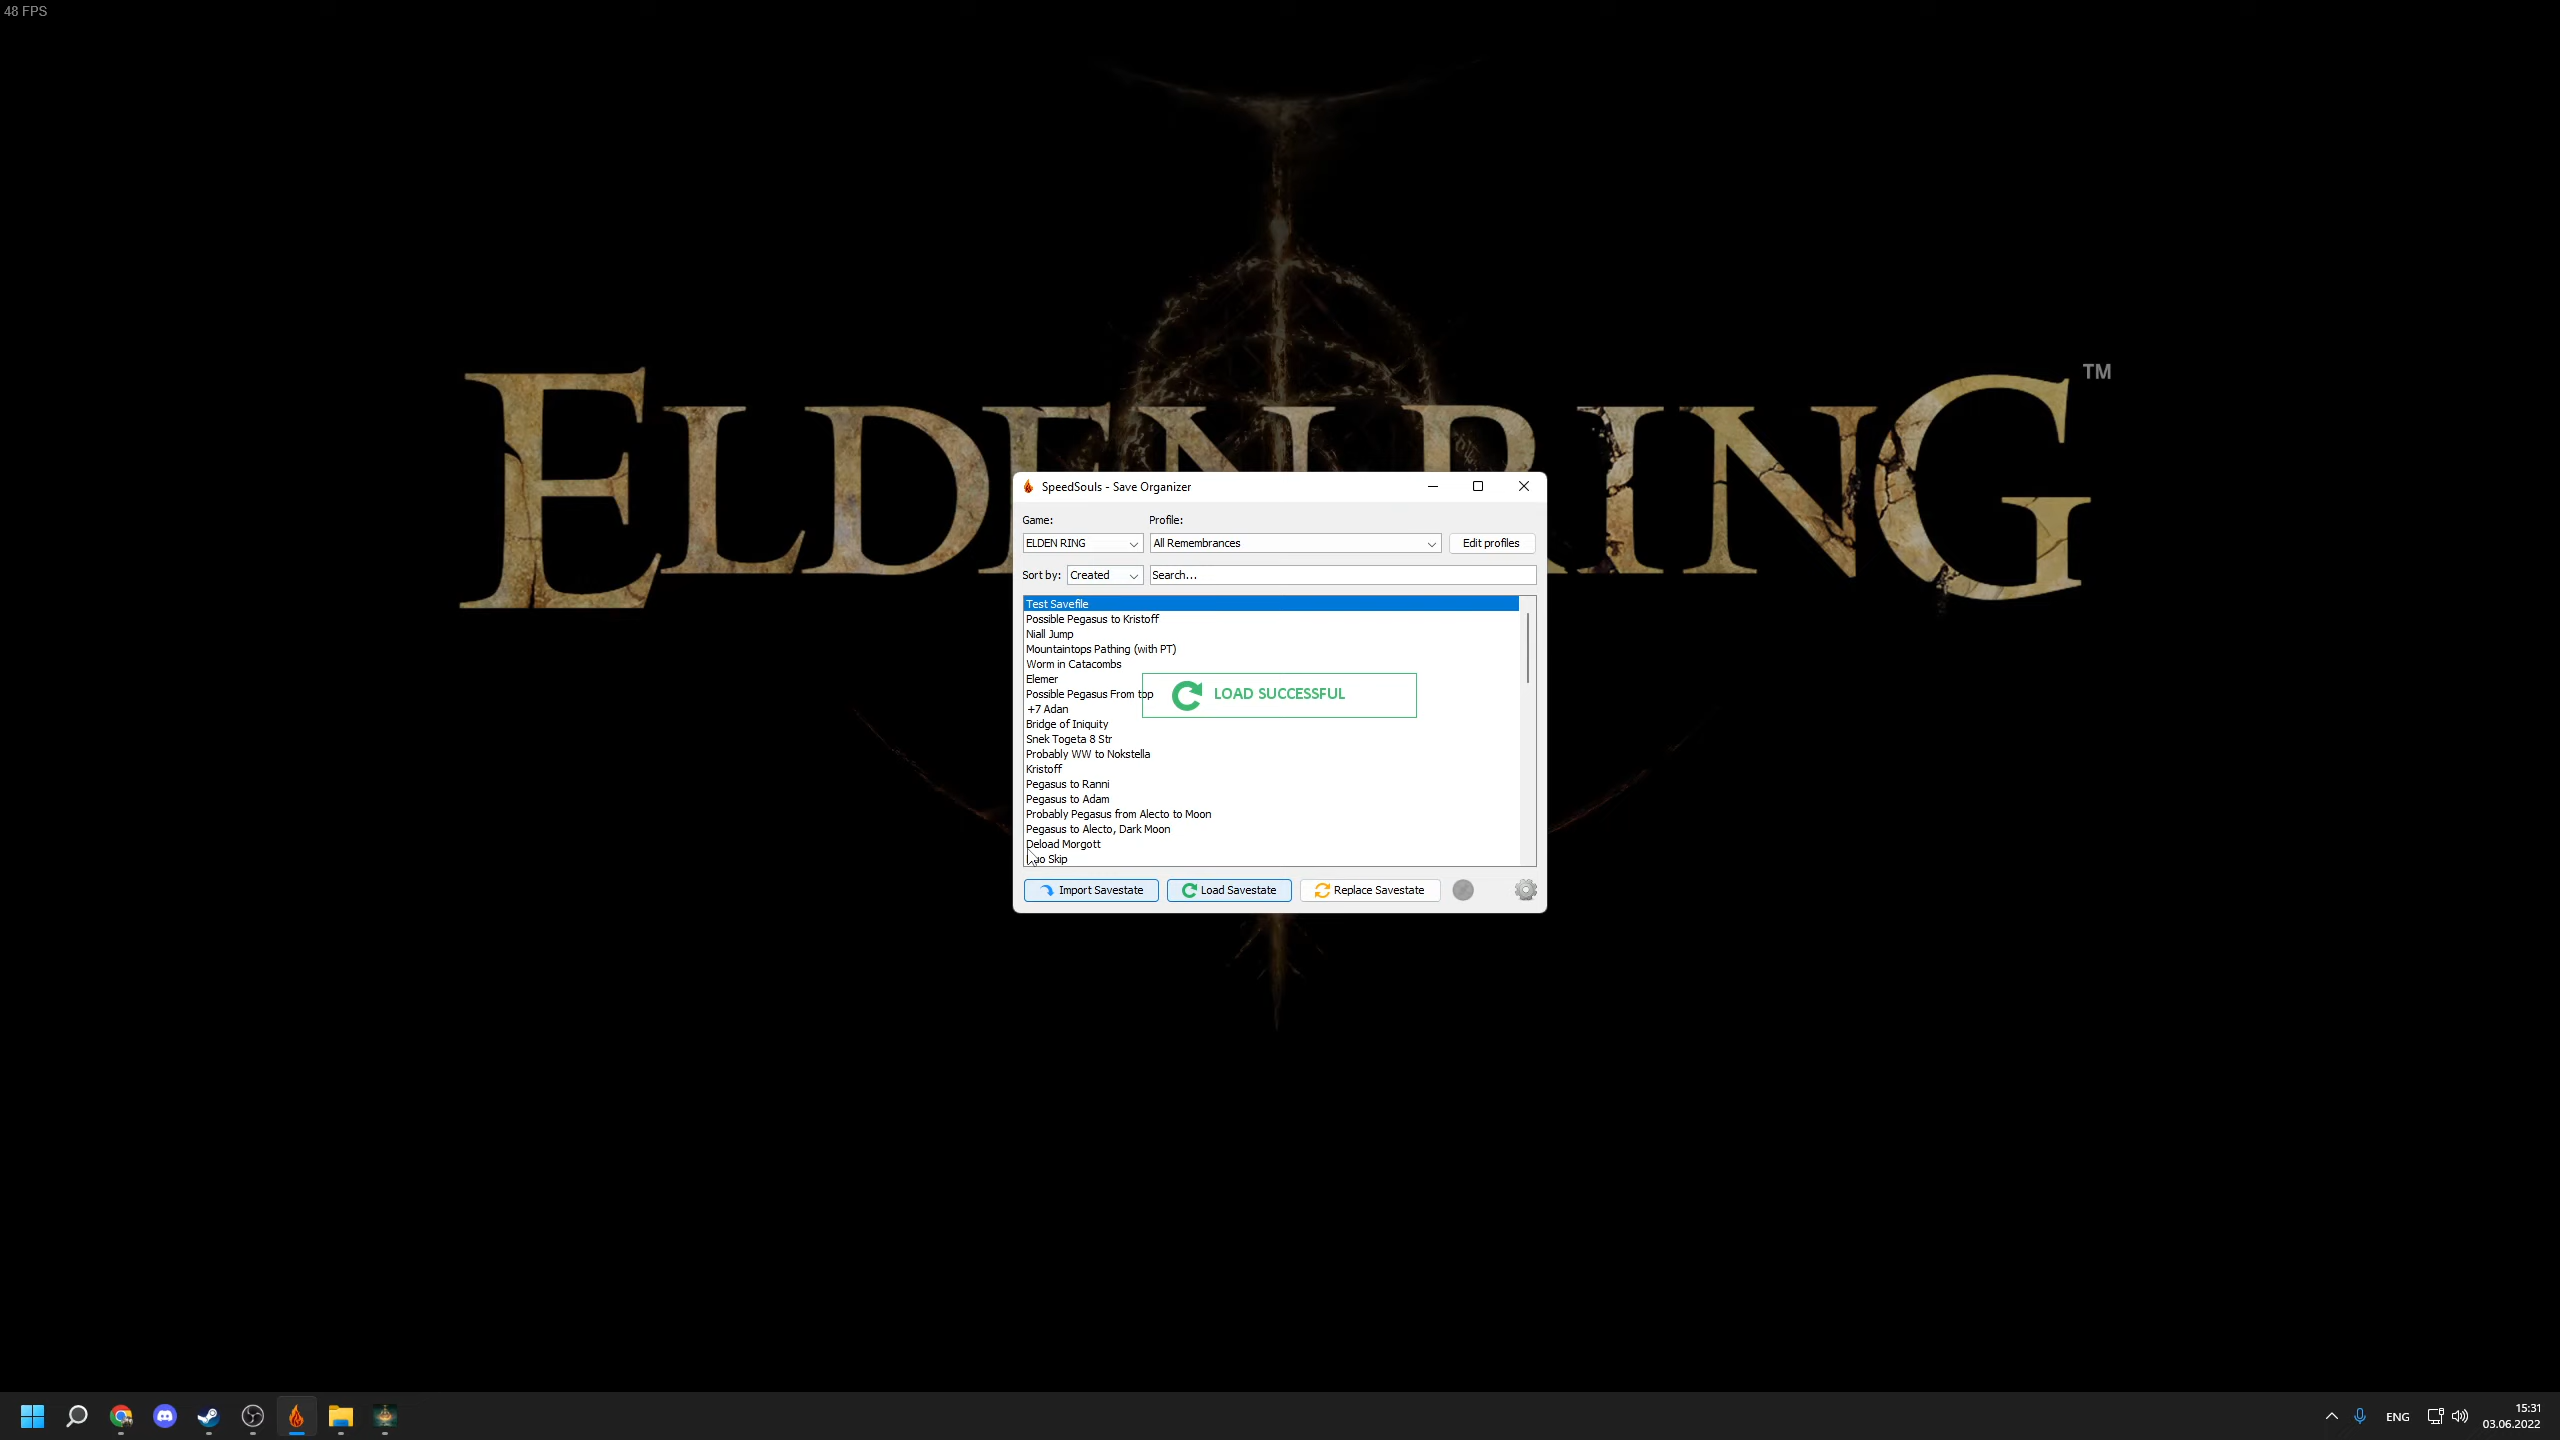 48 FPS
ELDEN RING
TM
SpeedSouls - Save Organizer
Game:
Profile:
ELDEN RING
All Remembrances
Edit profiles
Sort by:
Created
Search...
Test Savefile
Possible Pegasus to Kristoff
Niall Jump
Mountaintops Pathing (with PT)
Worm in Catacombs
Elemer
Possible Pegasus From top
LOAD SUCCESSFUL
+7 Adan
Bridge of Iniquity
Snek Togeta 8 Str
Probably WW to Nokstella
Kristoff
Pegasus to Ranni
Pegasus to Adam
Probably Pegasus from Alecto to Moon
Pegasus to Alecto, Dark Moon
Deload Morgott
Skip
Import Savestate
Load Savestate
Replace Savestate
ENG
15:31
03.06.2022